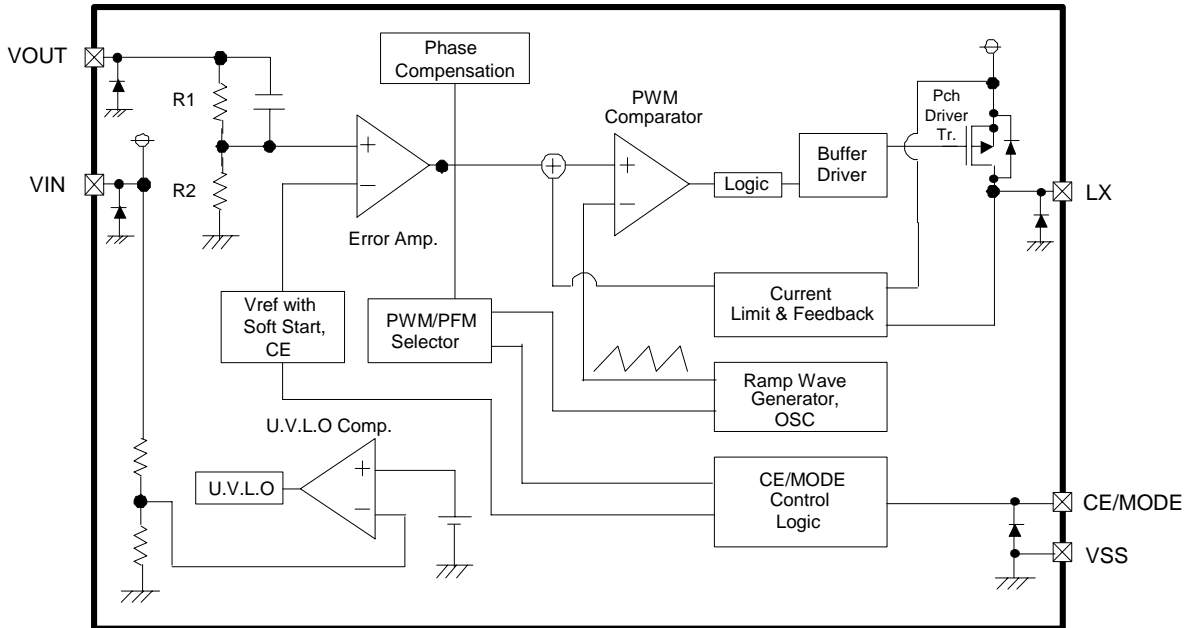 VOUT
Phase
Compensation
R1
PWM
Comparator
Pch
Driver
Tr.
+
+
+
Buffer
Driver
VIN
R2
Logic
LX
−
−
Error Amp.
Vref with
Soft Start,
CE
PWM/PFM
Selector
Current
Limit & Feedback
Ramp Wave
Generator,
OSC
U.V.L.O Comp.
U.V.L.O
+
−
CE/MODE
Control
Logic
CE/MODE
VSS